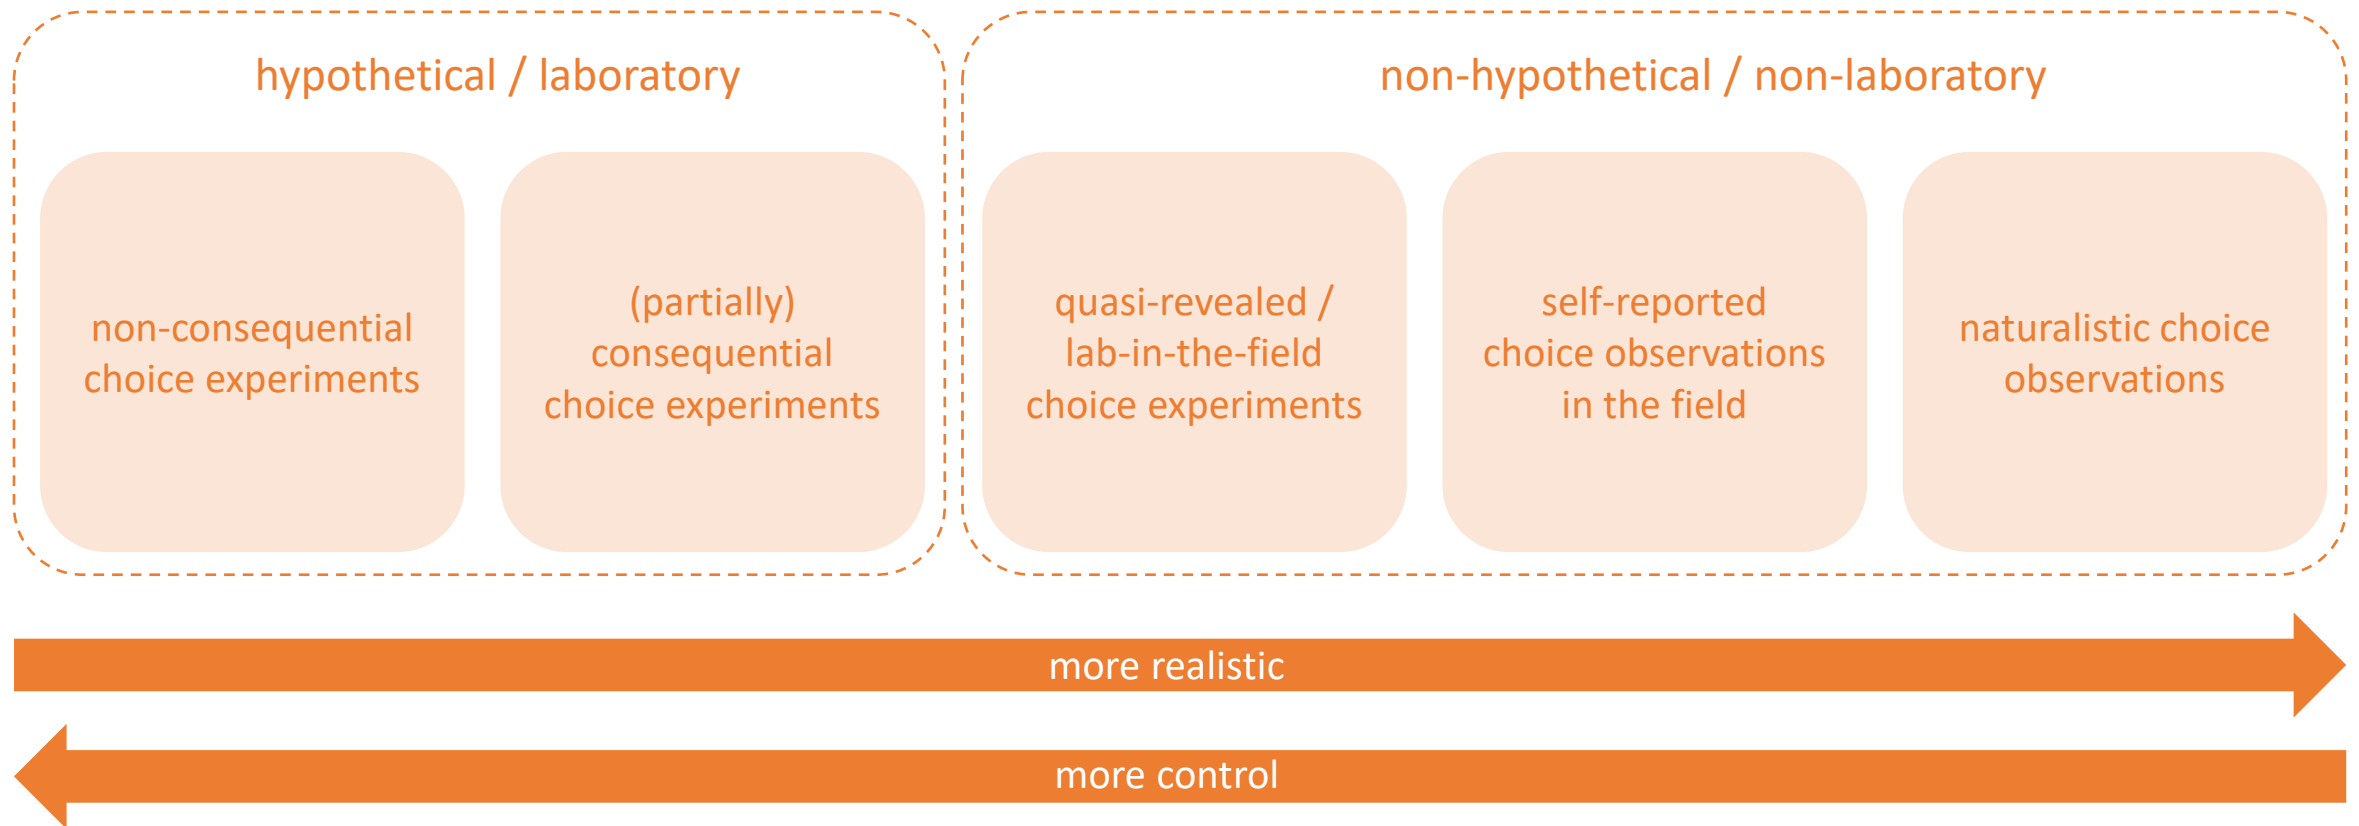 hypothetical / laboratory
non-hypothetical / non-laboratory
non-consequential
choice experiments
(partially)
consequential
choice experiments
quasi-revealed /
lab-in-the-field
choice experiments
self-reported
choice observations
in the field
naturalistic choice
observations
more realistic
more control